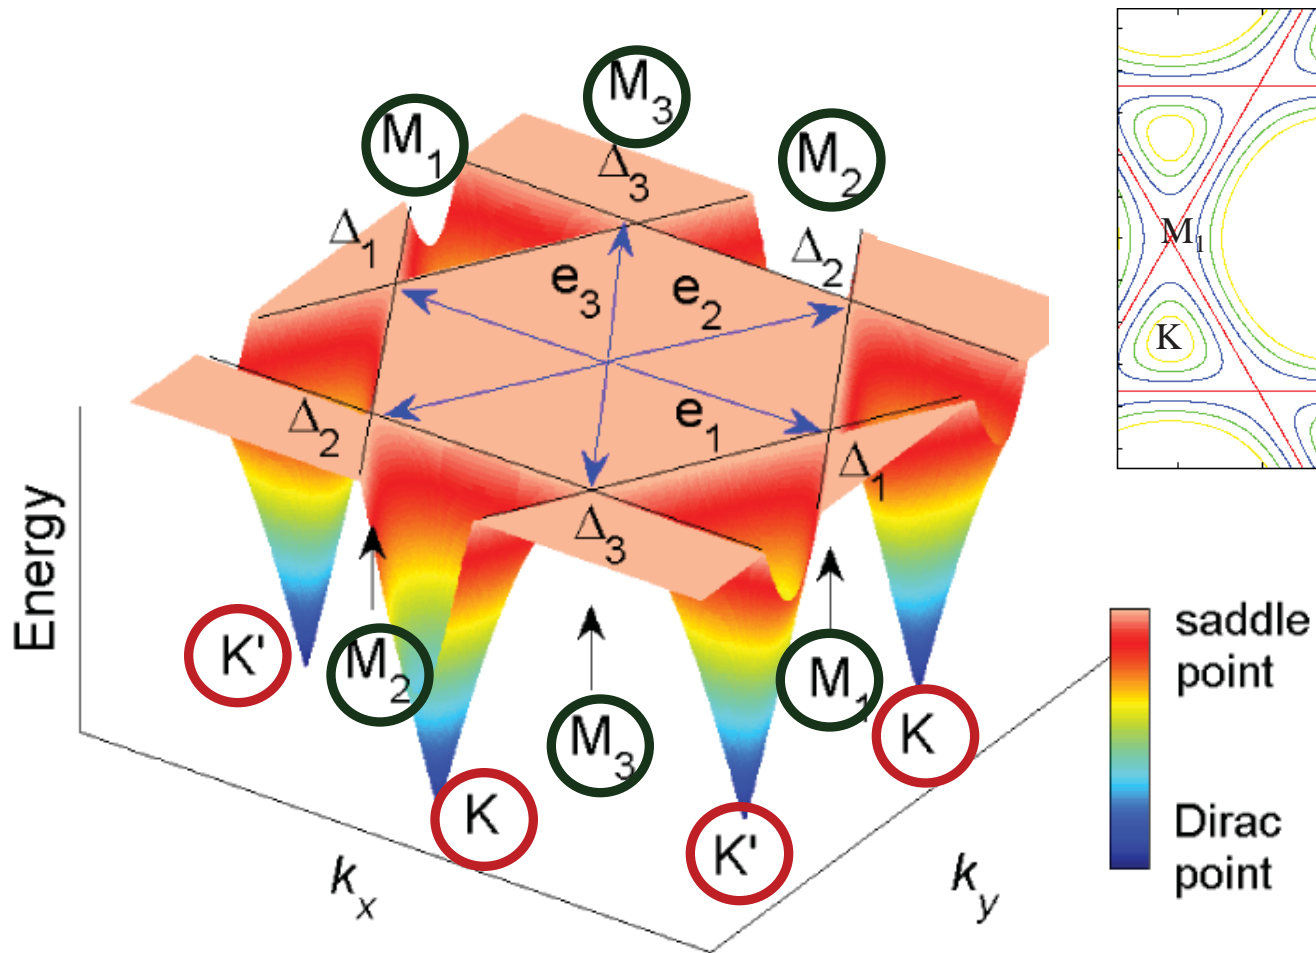 M₃
M₁
M₂
Δ₃
Δ₁
Δ₂
e₃
e₂
e₁
Δ₂
Δ₁
Δ₃
K'
M₂
M₁
K
M₃
K
K'
Energy
kₓ
k_y
M₁
K
saddle
point
Dirac
point